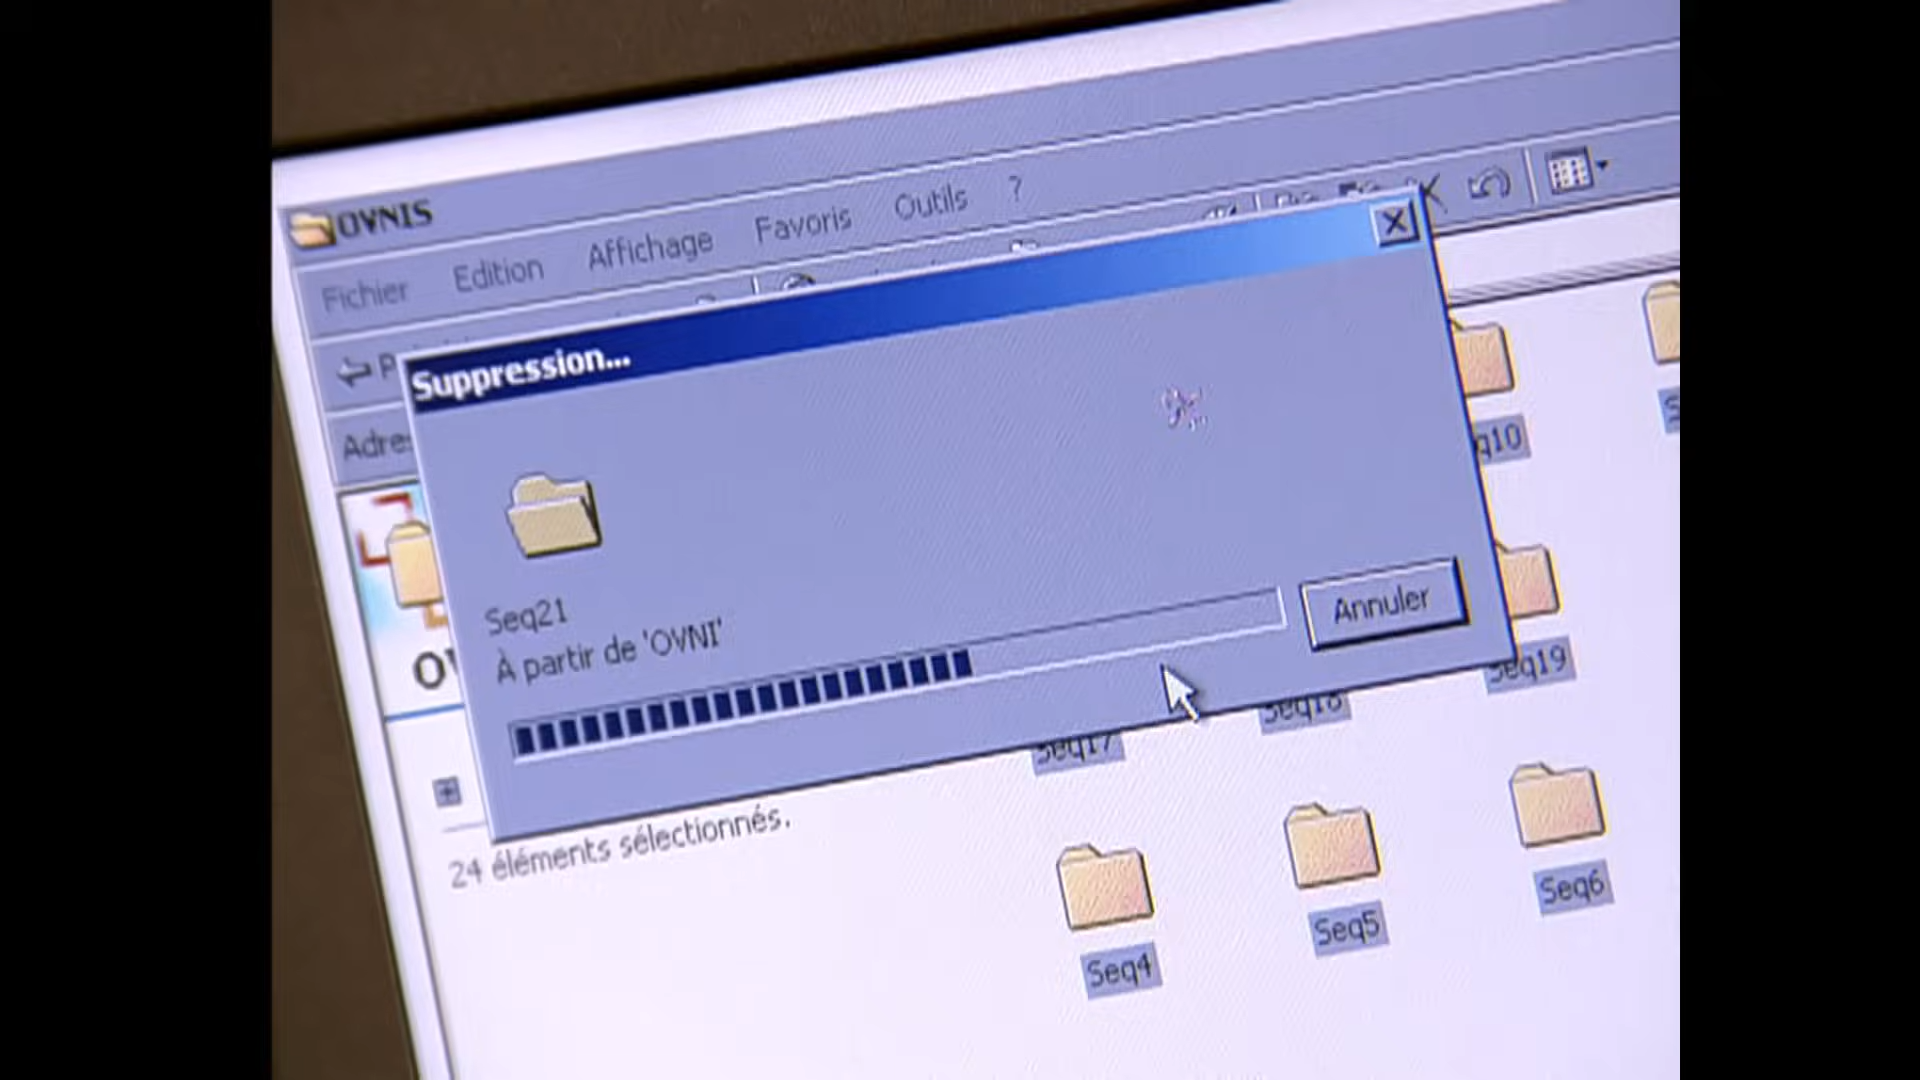 OVNIS
Fichier Edition Affichage Favoris Outils ?
Suppression...
Seq21
À partir de 'OVNI'
Annuler
24 éléments sélectionnés.
Seq17
Seq18
Seq19
Seq4
Seq5
Seq6